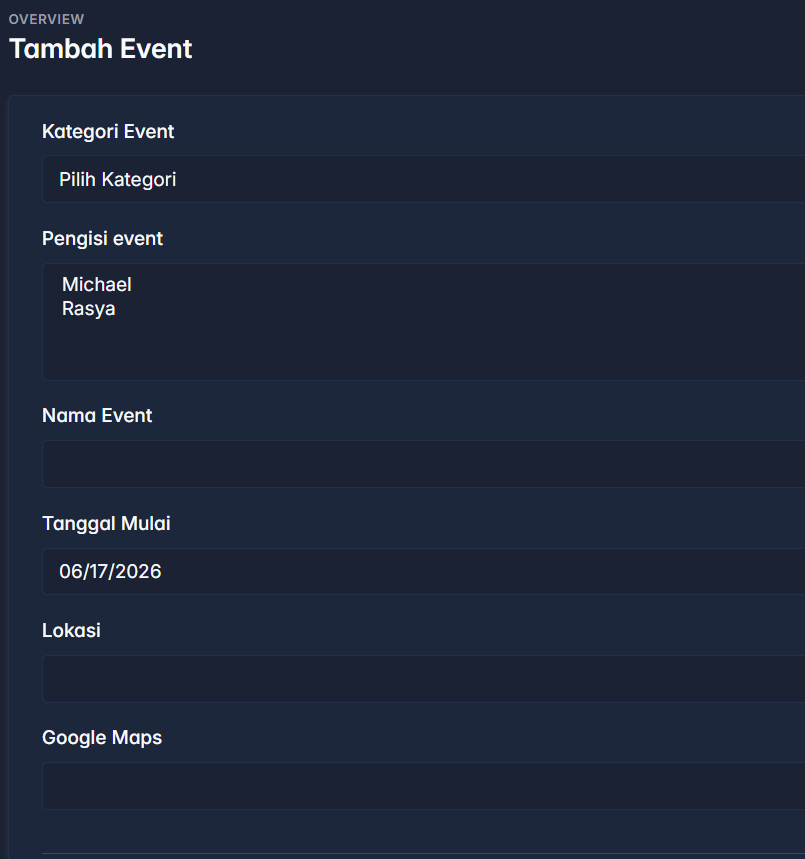 OVERVIEW
Tambah Event
Kategori Event
Pilih Kategori
Pengisi event
Michael
Rasya
Nama Event
Tanggal Mulai
06/17/2026
Lokasi
Google Maps